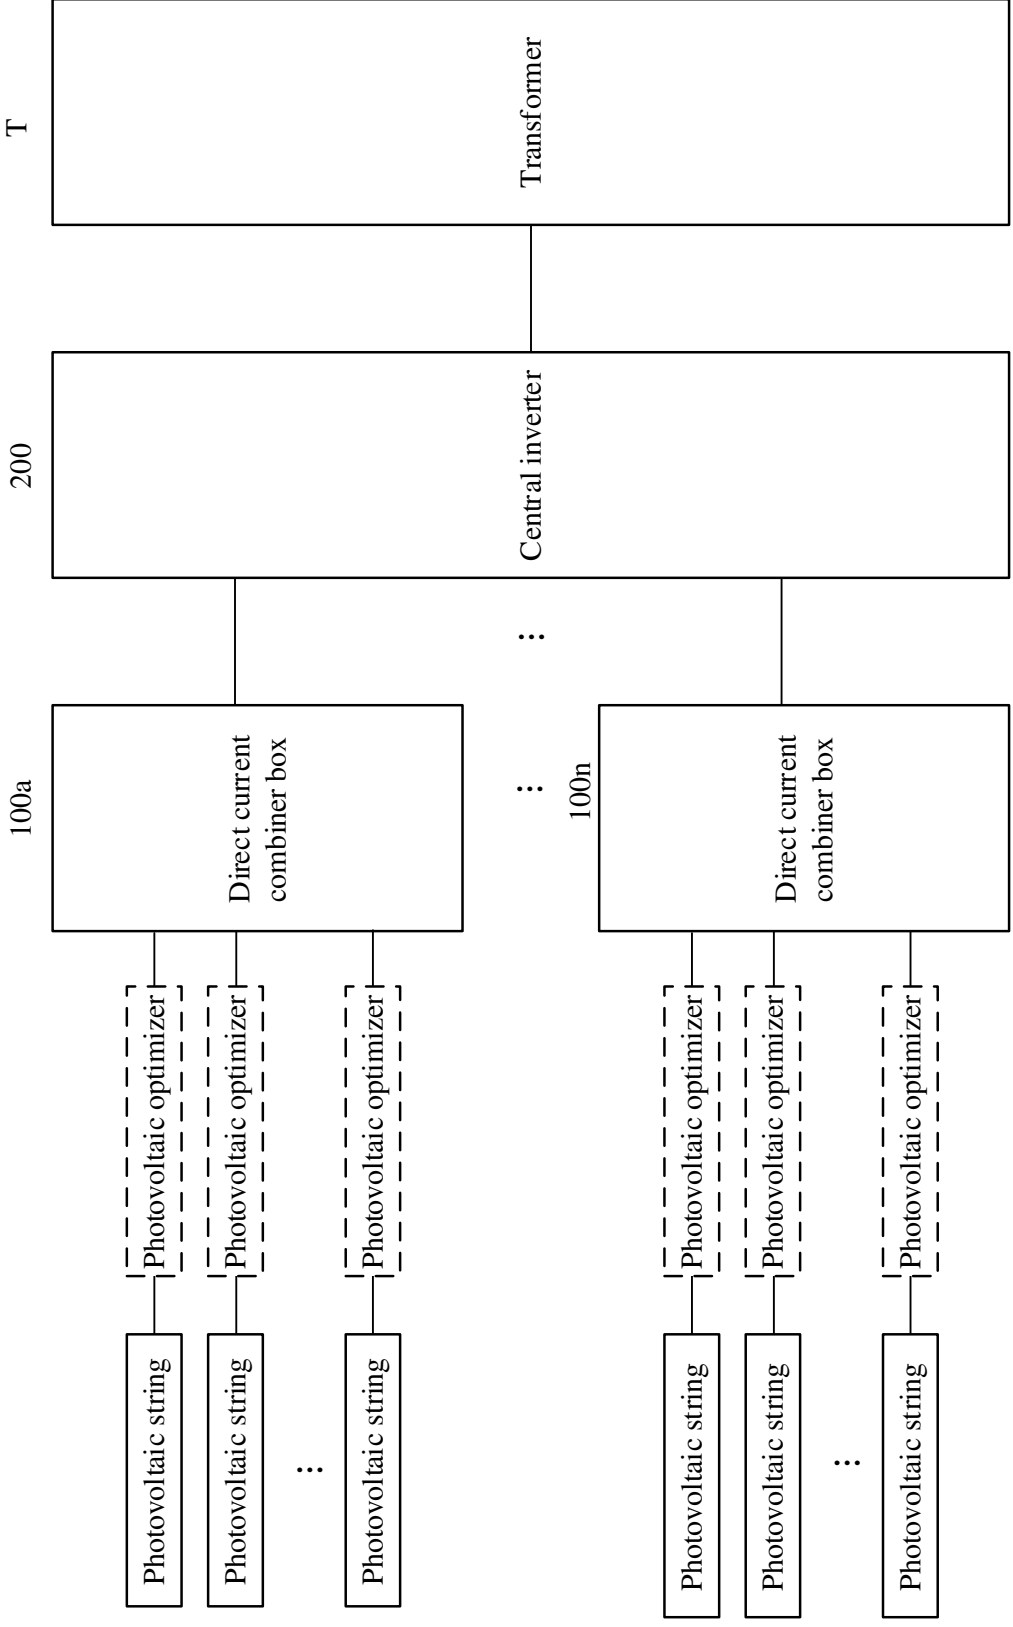 T
Transformer
200
Central inverter
...
100a
Direct current
combiner box
...
100n
Direct current
combiner box
Photovoltaic optimizer
Photovoltaic optimizer
Photovoltaic optimizer
Photovoltaic optimizer
Photovoltaic optimizer
Photovoltaic optimizer
Photovoltaic string
Photovoltaic string
...
Photovoltaic string
Photovoltaic string
Photovoltaic string
...
Photovoltaic string